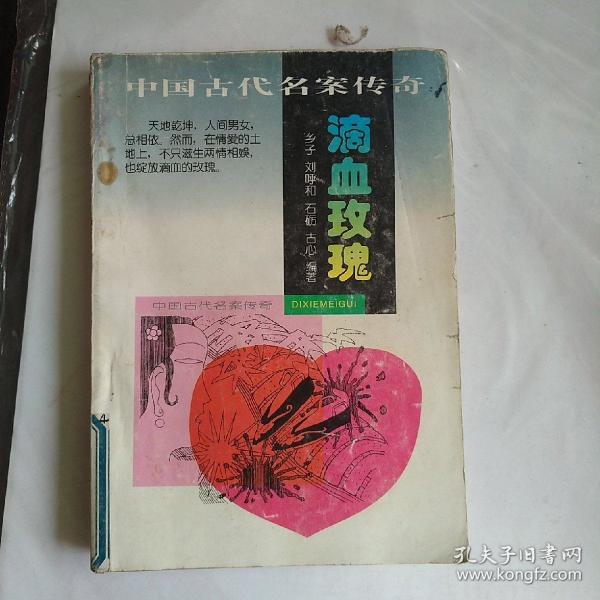 中国古代名案传奇
天地乾坤，人间男女，
总相依。然而，在情爱的土
地上，不只滋生两情相娱，
也绽放滴血的玫瑰。
滴血玫瑰
乡子 刘呼和 石砺 古心 编著
中国古代名案传奇
DIXIEMEIGUI
4
孔夫子旧书网
www.kongfz.com